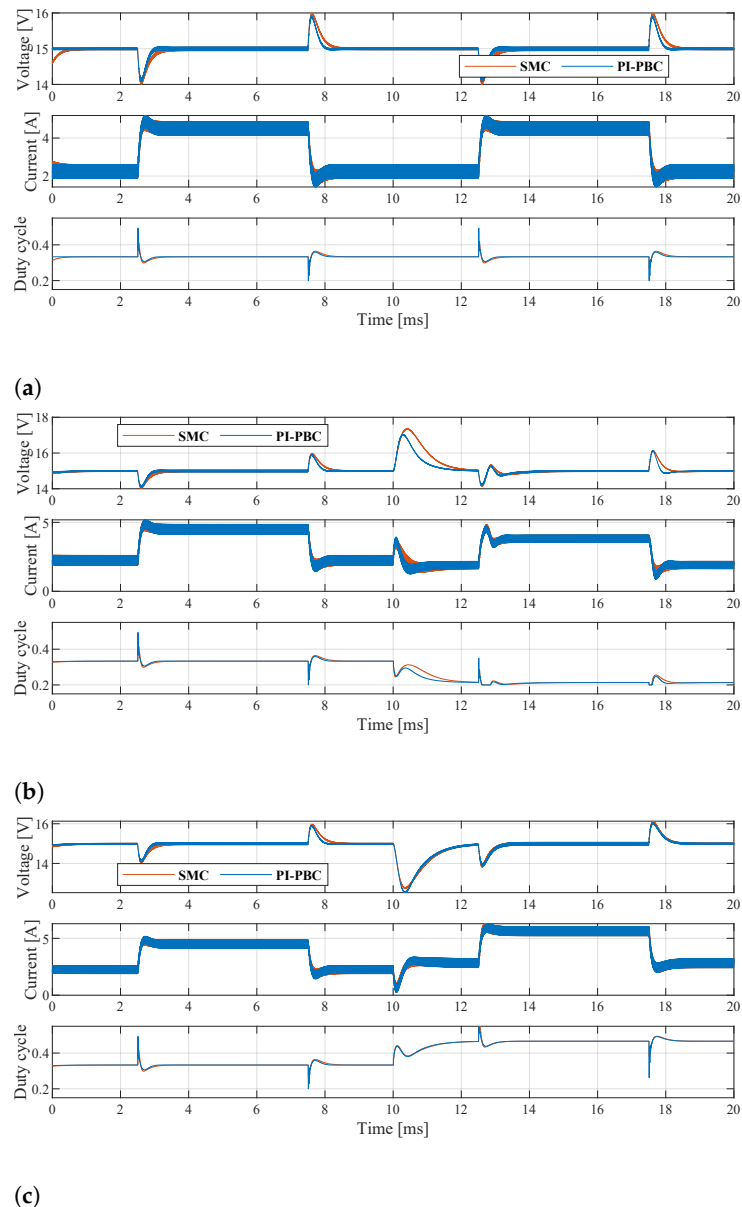 16
15
14
Voltage [V]
SMC PI-PBC
0 2 4 6 8 10 12 14 16 18 20
4
2
Current [A]
0 2 4 6 8 10 12 14 16 18 20
0.4
0.2
Duty cycle
0 2 4 6 8 10 12 14 16 18 20
Time [ms]
(a)
18
16
14
Voltage [V]
SMC PI-PBC
0 2 4 6 8 10 12 14 16 18 20
5
0
Current [A]
0 2 4 6 8 10 12 14 16 18 20
0.4
0.2
Duty cycle
0 2 4 6 8 10 12 14 16 18 20
Time [ms]
(b)
16
14
Voltage [V]
SMC PI-PBC
0 2 4 6 8 10 12 14 16 18 20
5
0
Current [A]
0 2 4 6 8 10 12 14 16 18 20
0.4
0.2
Duty cycle
0 2 4 6 8 10 12 14 16 18 20
Time [ms]
(c)